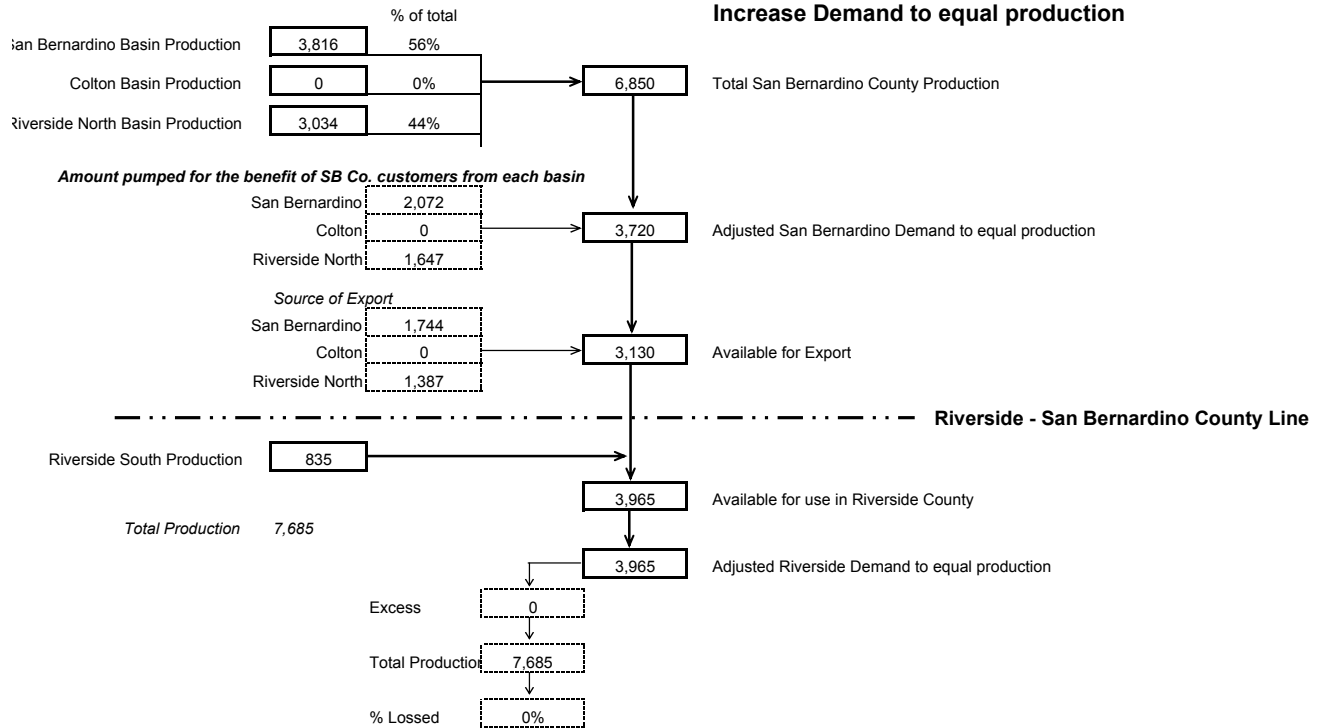 % of total
Increase Demand to equal production
San Bernardino Basin Production 3,816 56%
Colton Basin Production 0 0% 6,850 Total San Bernardino County Production
Riverside North Basin Production 3,034 44%
Amount pumped for the benefit of SB Co. customers from each basin
San Bernardino 2,072
Colton 0 3,720 Adjusted San Bernardino Demand to equal production
Riverside North 1,647
Source of Export
San Bernardino 1,744
Colton 0 3,130 Available for Export
Riverside North 1,387
Riverside - San Bernardino County Line
Riverside South Production 835
3,965 Available for use in Riverside County
Total Production 7,685
3,965 Adjusted Riverside Demand to equal production
Excess 0
Total Production 7,685
% Lossed 0%